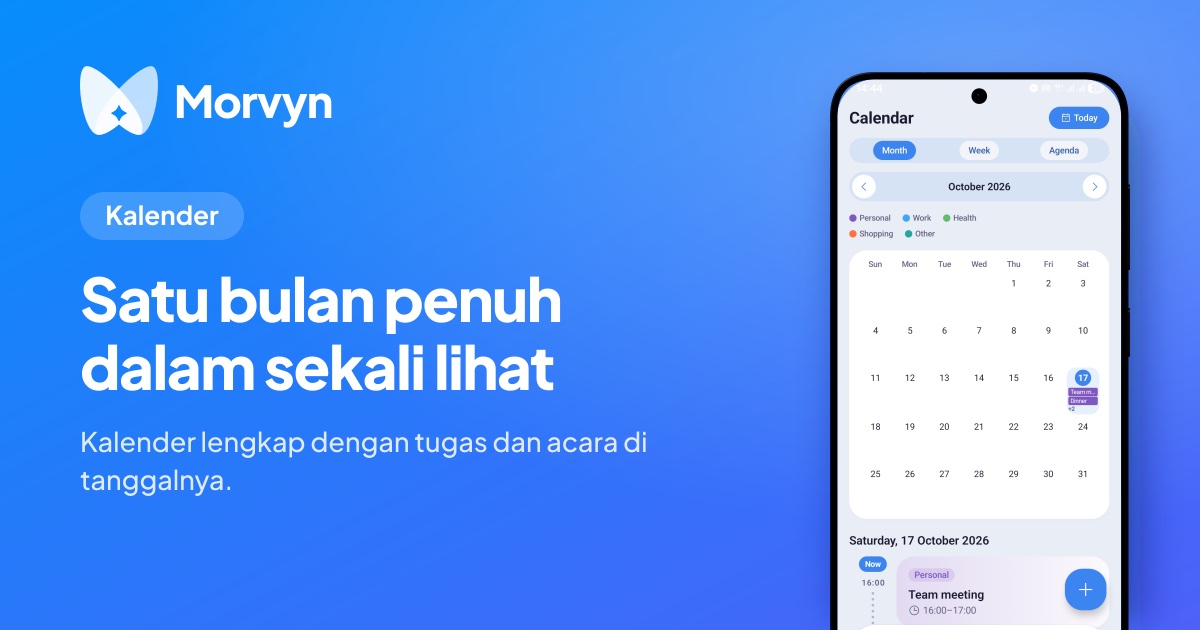 Morvyn
Kalender
Satu bulan penuh
dalam sekali lihat
Kalender lengkap dengan tugas dan acara di
tanggalnya.
14:44
Calendar
Today
Month Week Agenda
October 2026
Personal Work Health
Shopping Other
Sun Mon Tue Wed Thu Fri Sat
1 2 3
4 5 6 7 8 9 10
11 12 13 14 15 16 17
Team m...
Dinner
+2
18 19 20 21 22 23 24
25 26 27 28 29 30 31
Saturday, 17 October 2026
Now
16:00
Personal
Team meeting
16:00–17:00